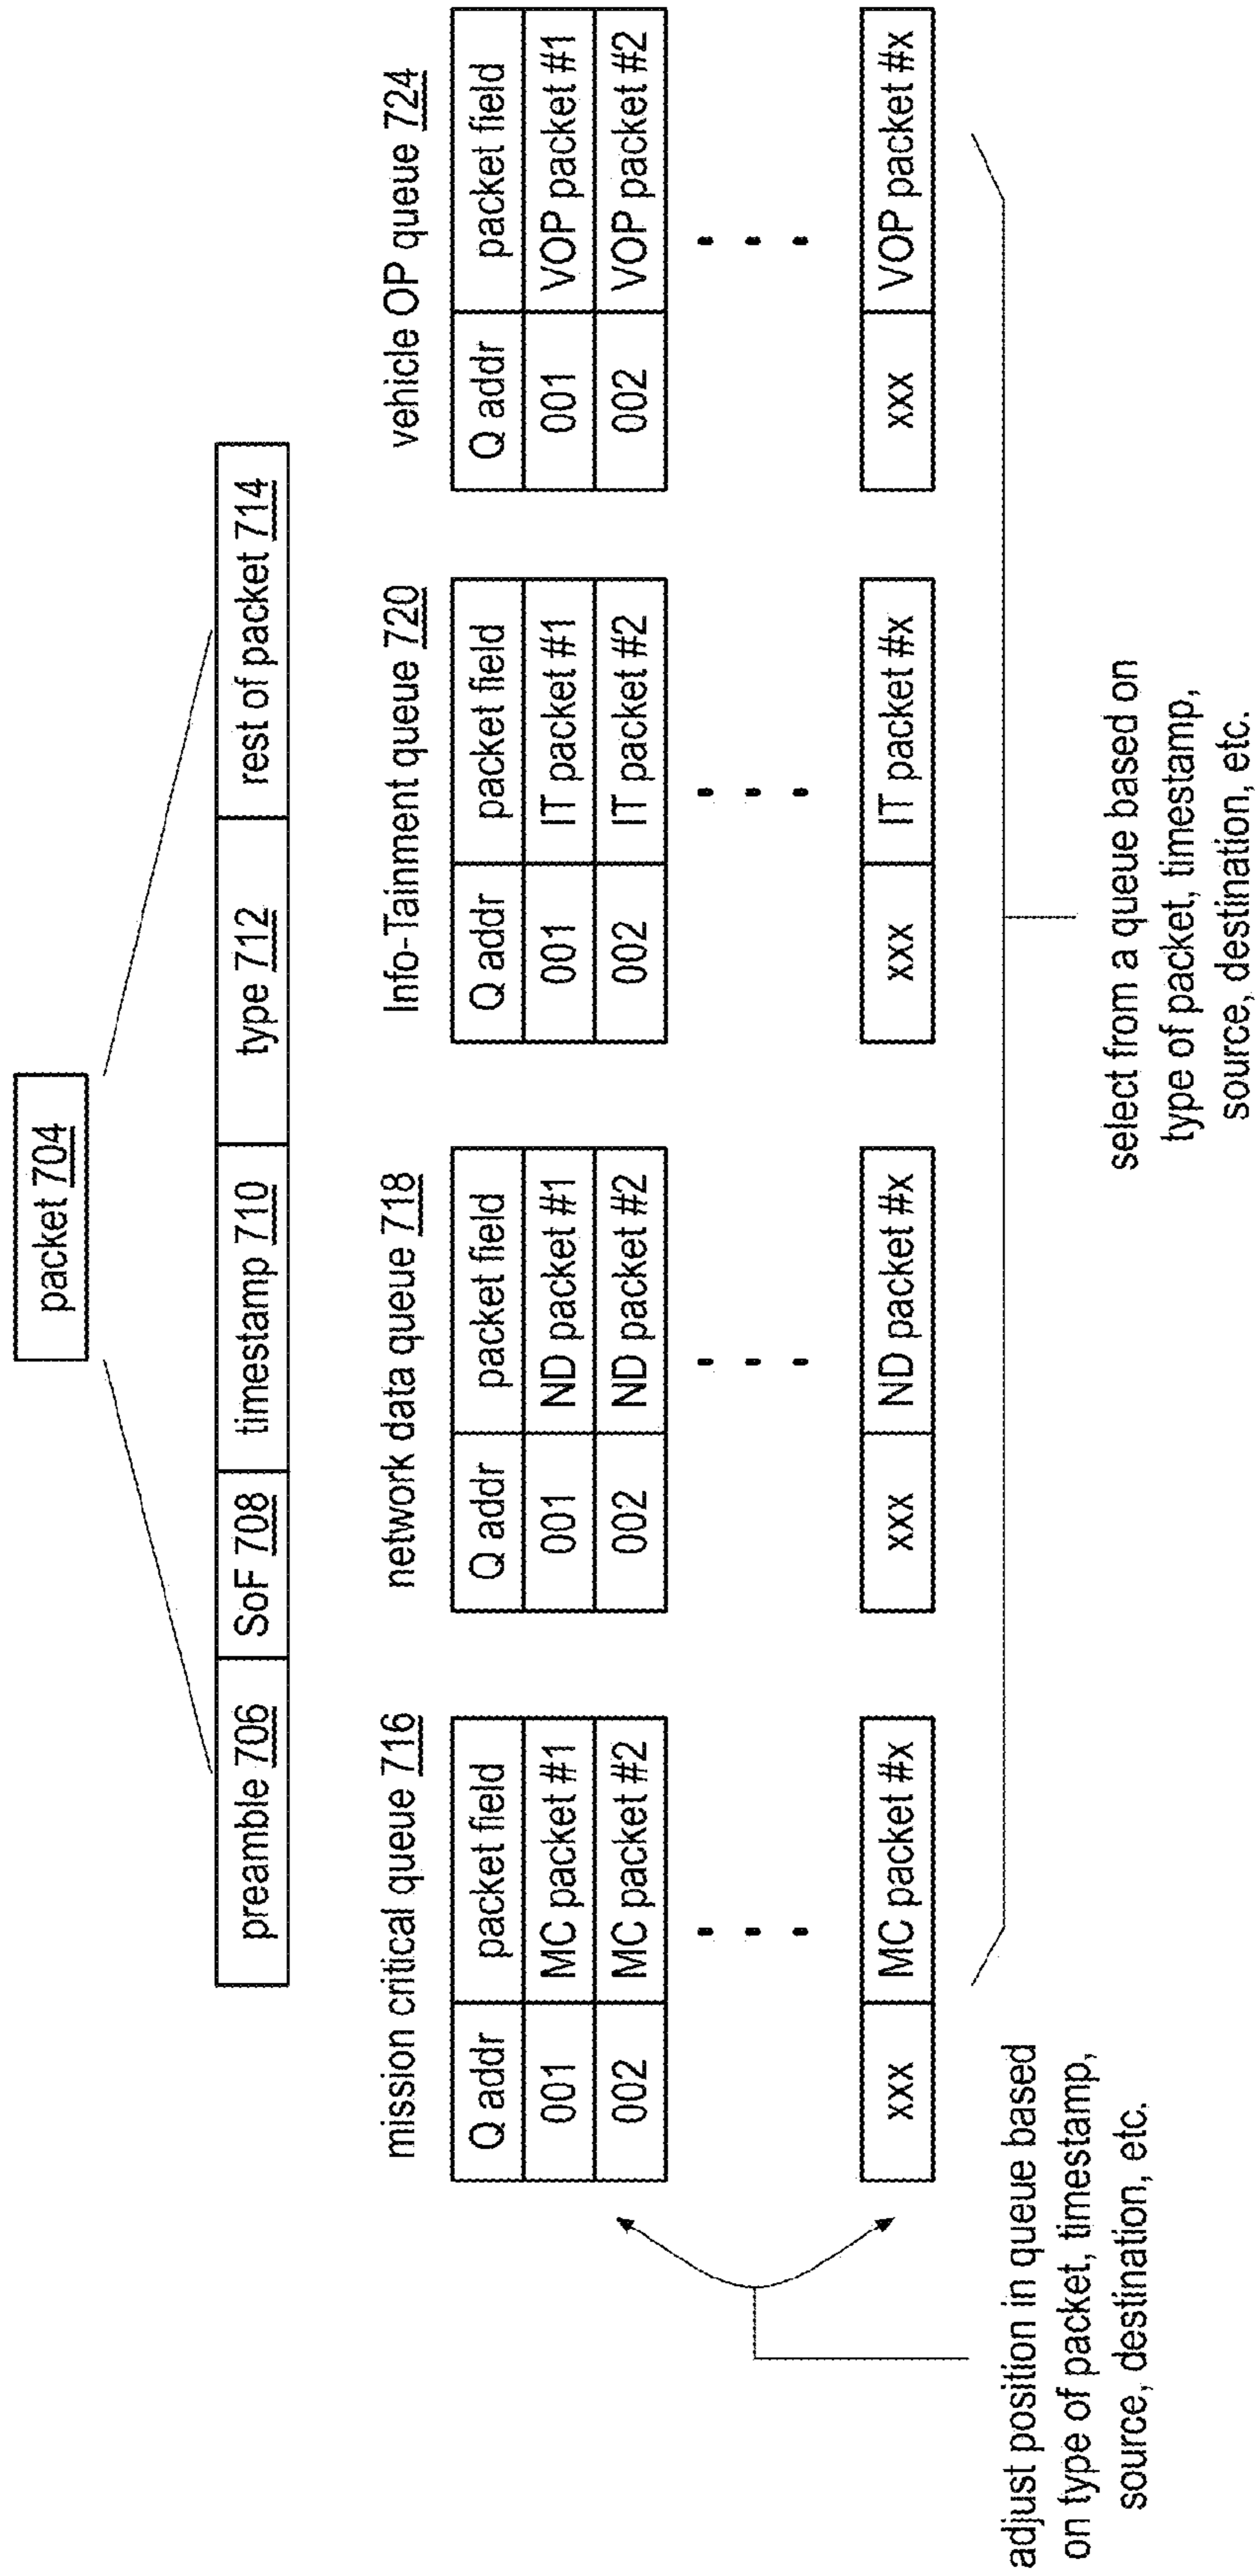 packet 704
preamble 706 SoF 708 timestamp 710 type 712 rest of packet 714
mission critical queue 716
Q addr packet field
001 MC packet #1
002 MC packet #2
xxx MC packet #x
network data queue 718
Q addr packet field
001 ND packet #1
002 ND packet #2
xxx ND packet #x
Info-Tainment queue 720
Q addr packet field
001 IT packet #1
002 IT packet #2
xxx IT packet #x
vehicle OP queue 724
Q addr packet field
001 VOP packet #1
002 VOP packet #2
xxx VOP packet #x
adjust position in queue based
on type of packet, timestamp,
source, destination, etc.
select from a queue based on
type of packet, timestamp,
source, destination, etc.